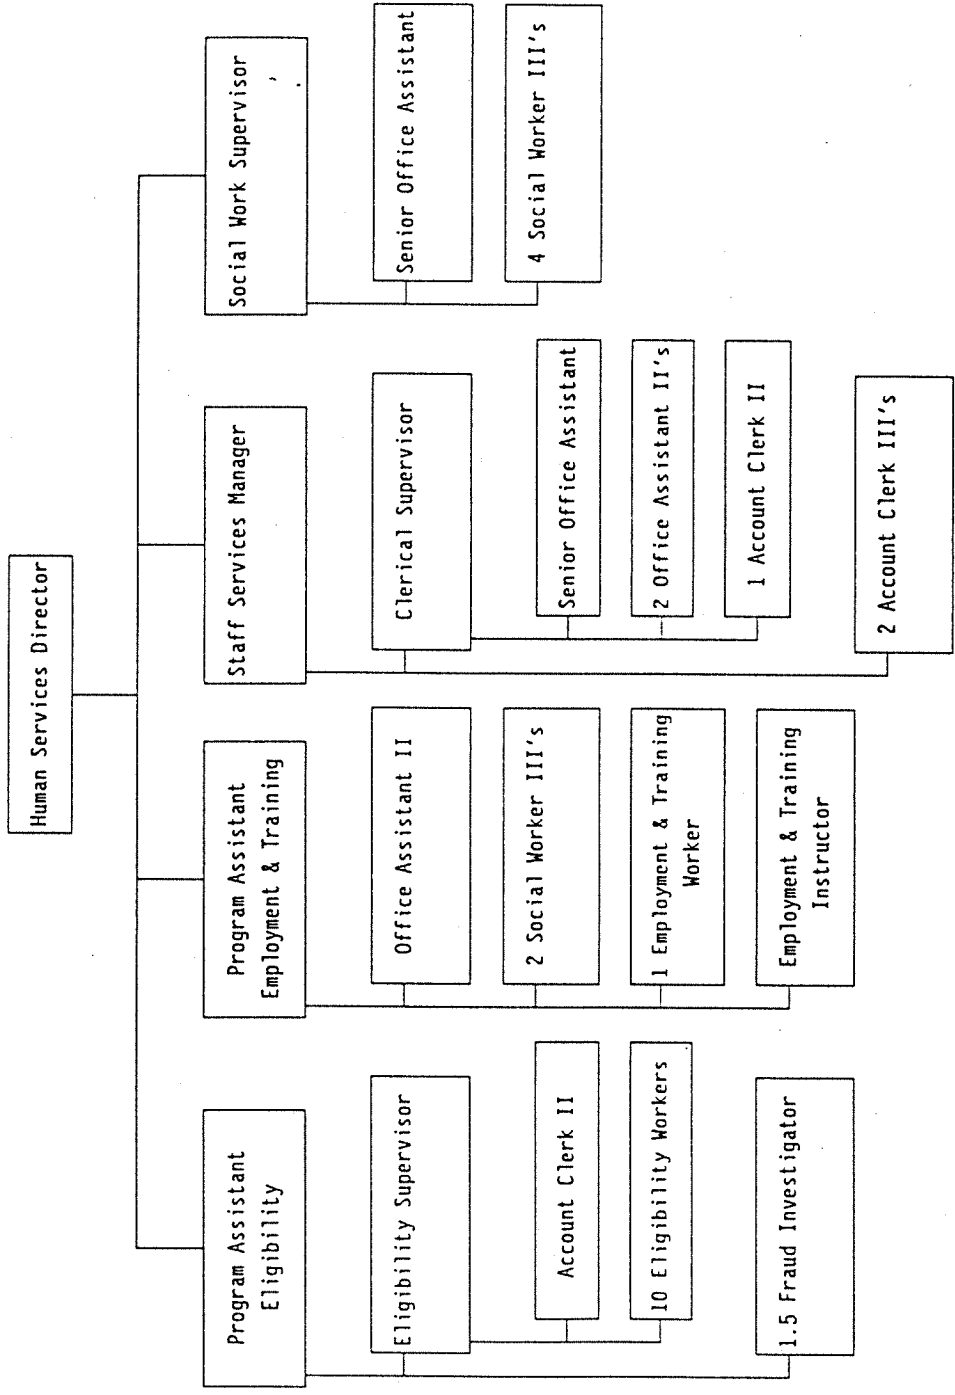 Human Services Director
Program Assistant
Eligibility
Eligibility Supervisor
Account Clerk II
10 Eligibility Workers
1.5 Fraud Investigator
Program Assistant
Employment & Training
Office Assistant II
2 Social Worker III's
1 Employment & Training
Worker
Employment & Training
Instructor
Staff Services Manager
Clerical Supervisor
Senior Office Assistant
2 Office Assistant II's
1 Account Clerk II
2 Account Clerk III's
Social Work Supervisor
Senior Office Assistant
4 Social Worker III's